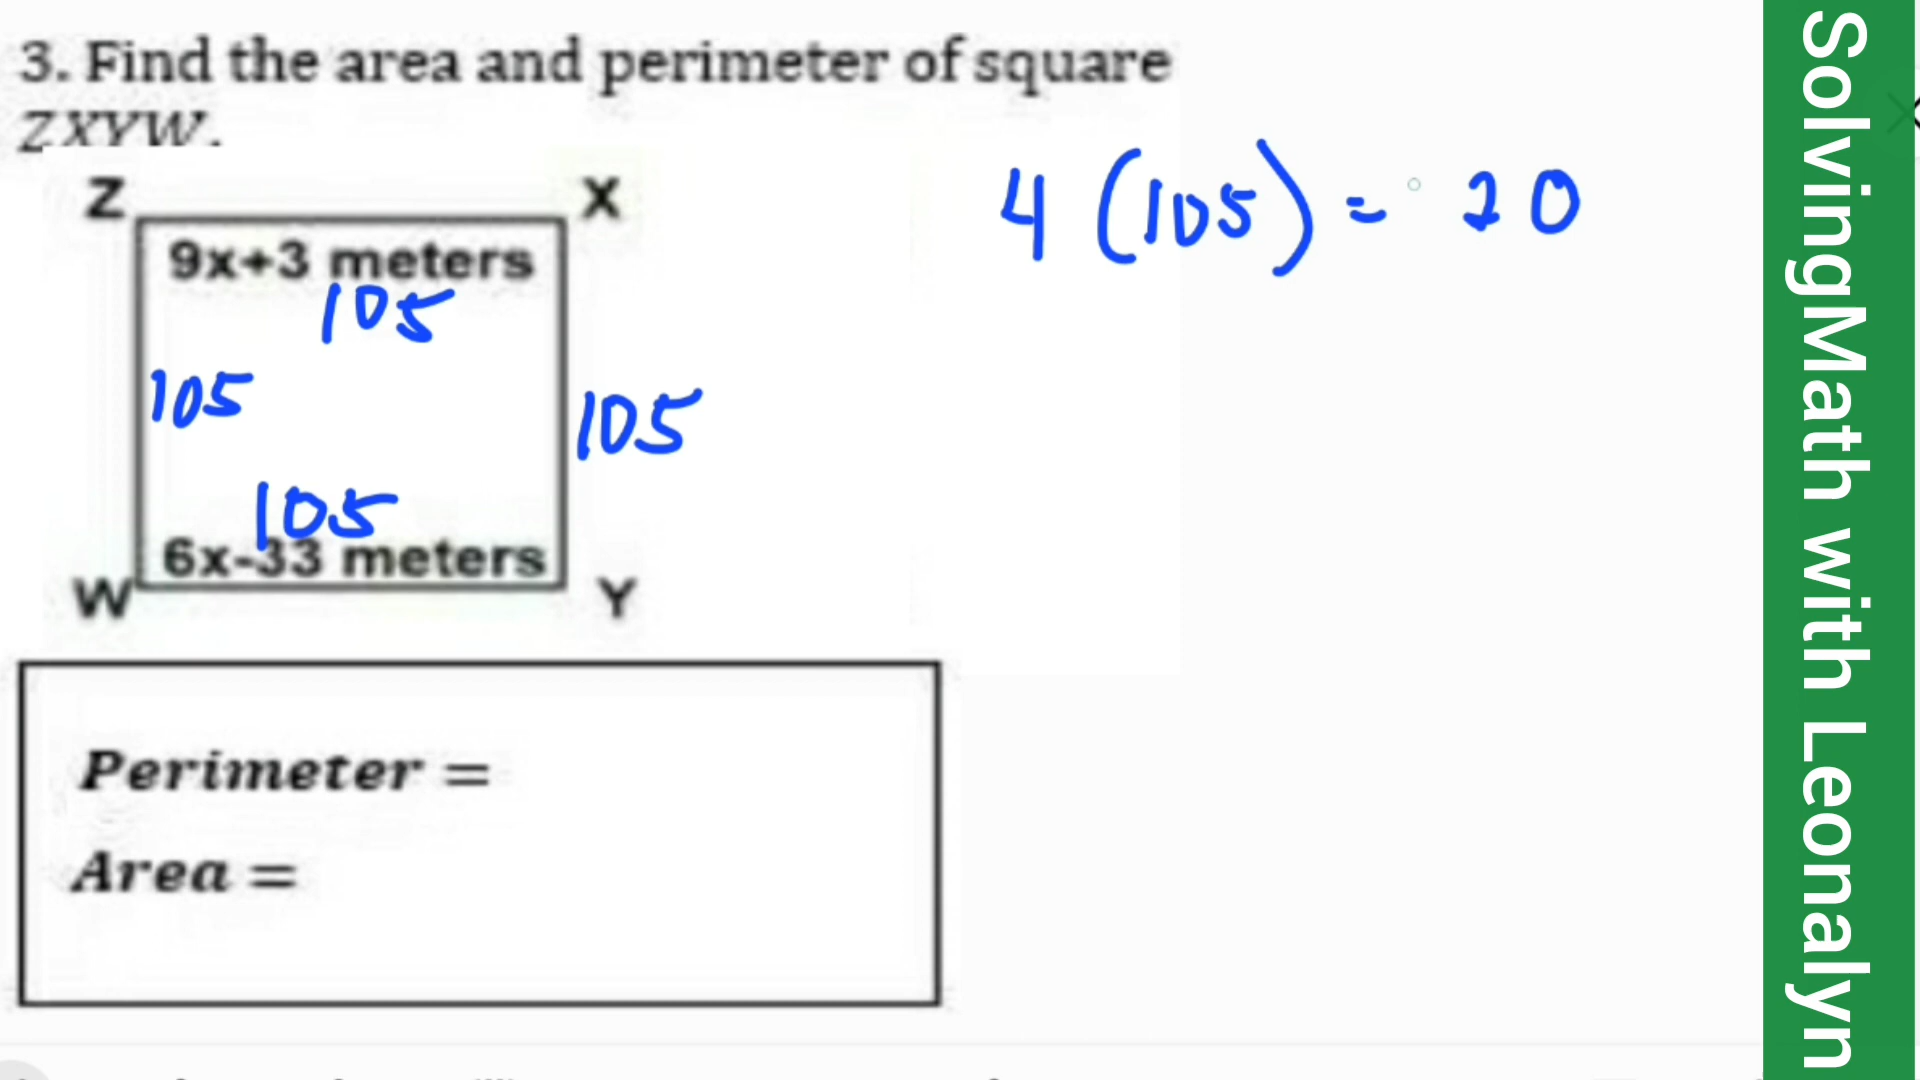 3. Find the area and perimeter of square
ZXYW.
Z
X
9x+3 meters
105
105
105
105
6x-33 meters
W
Y
4 (105) = 20
Perimeter =
Area =
SolvingMath with Leonalyn